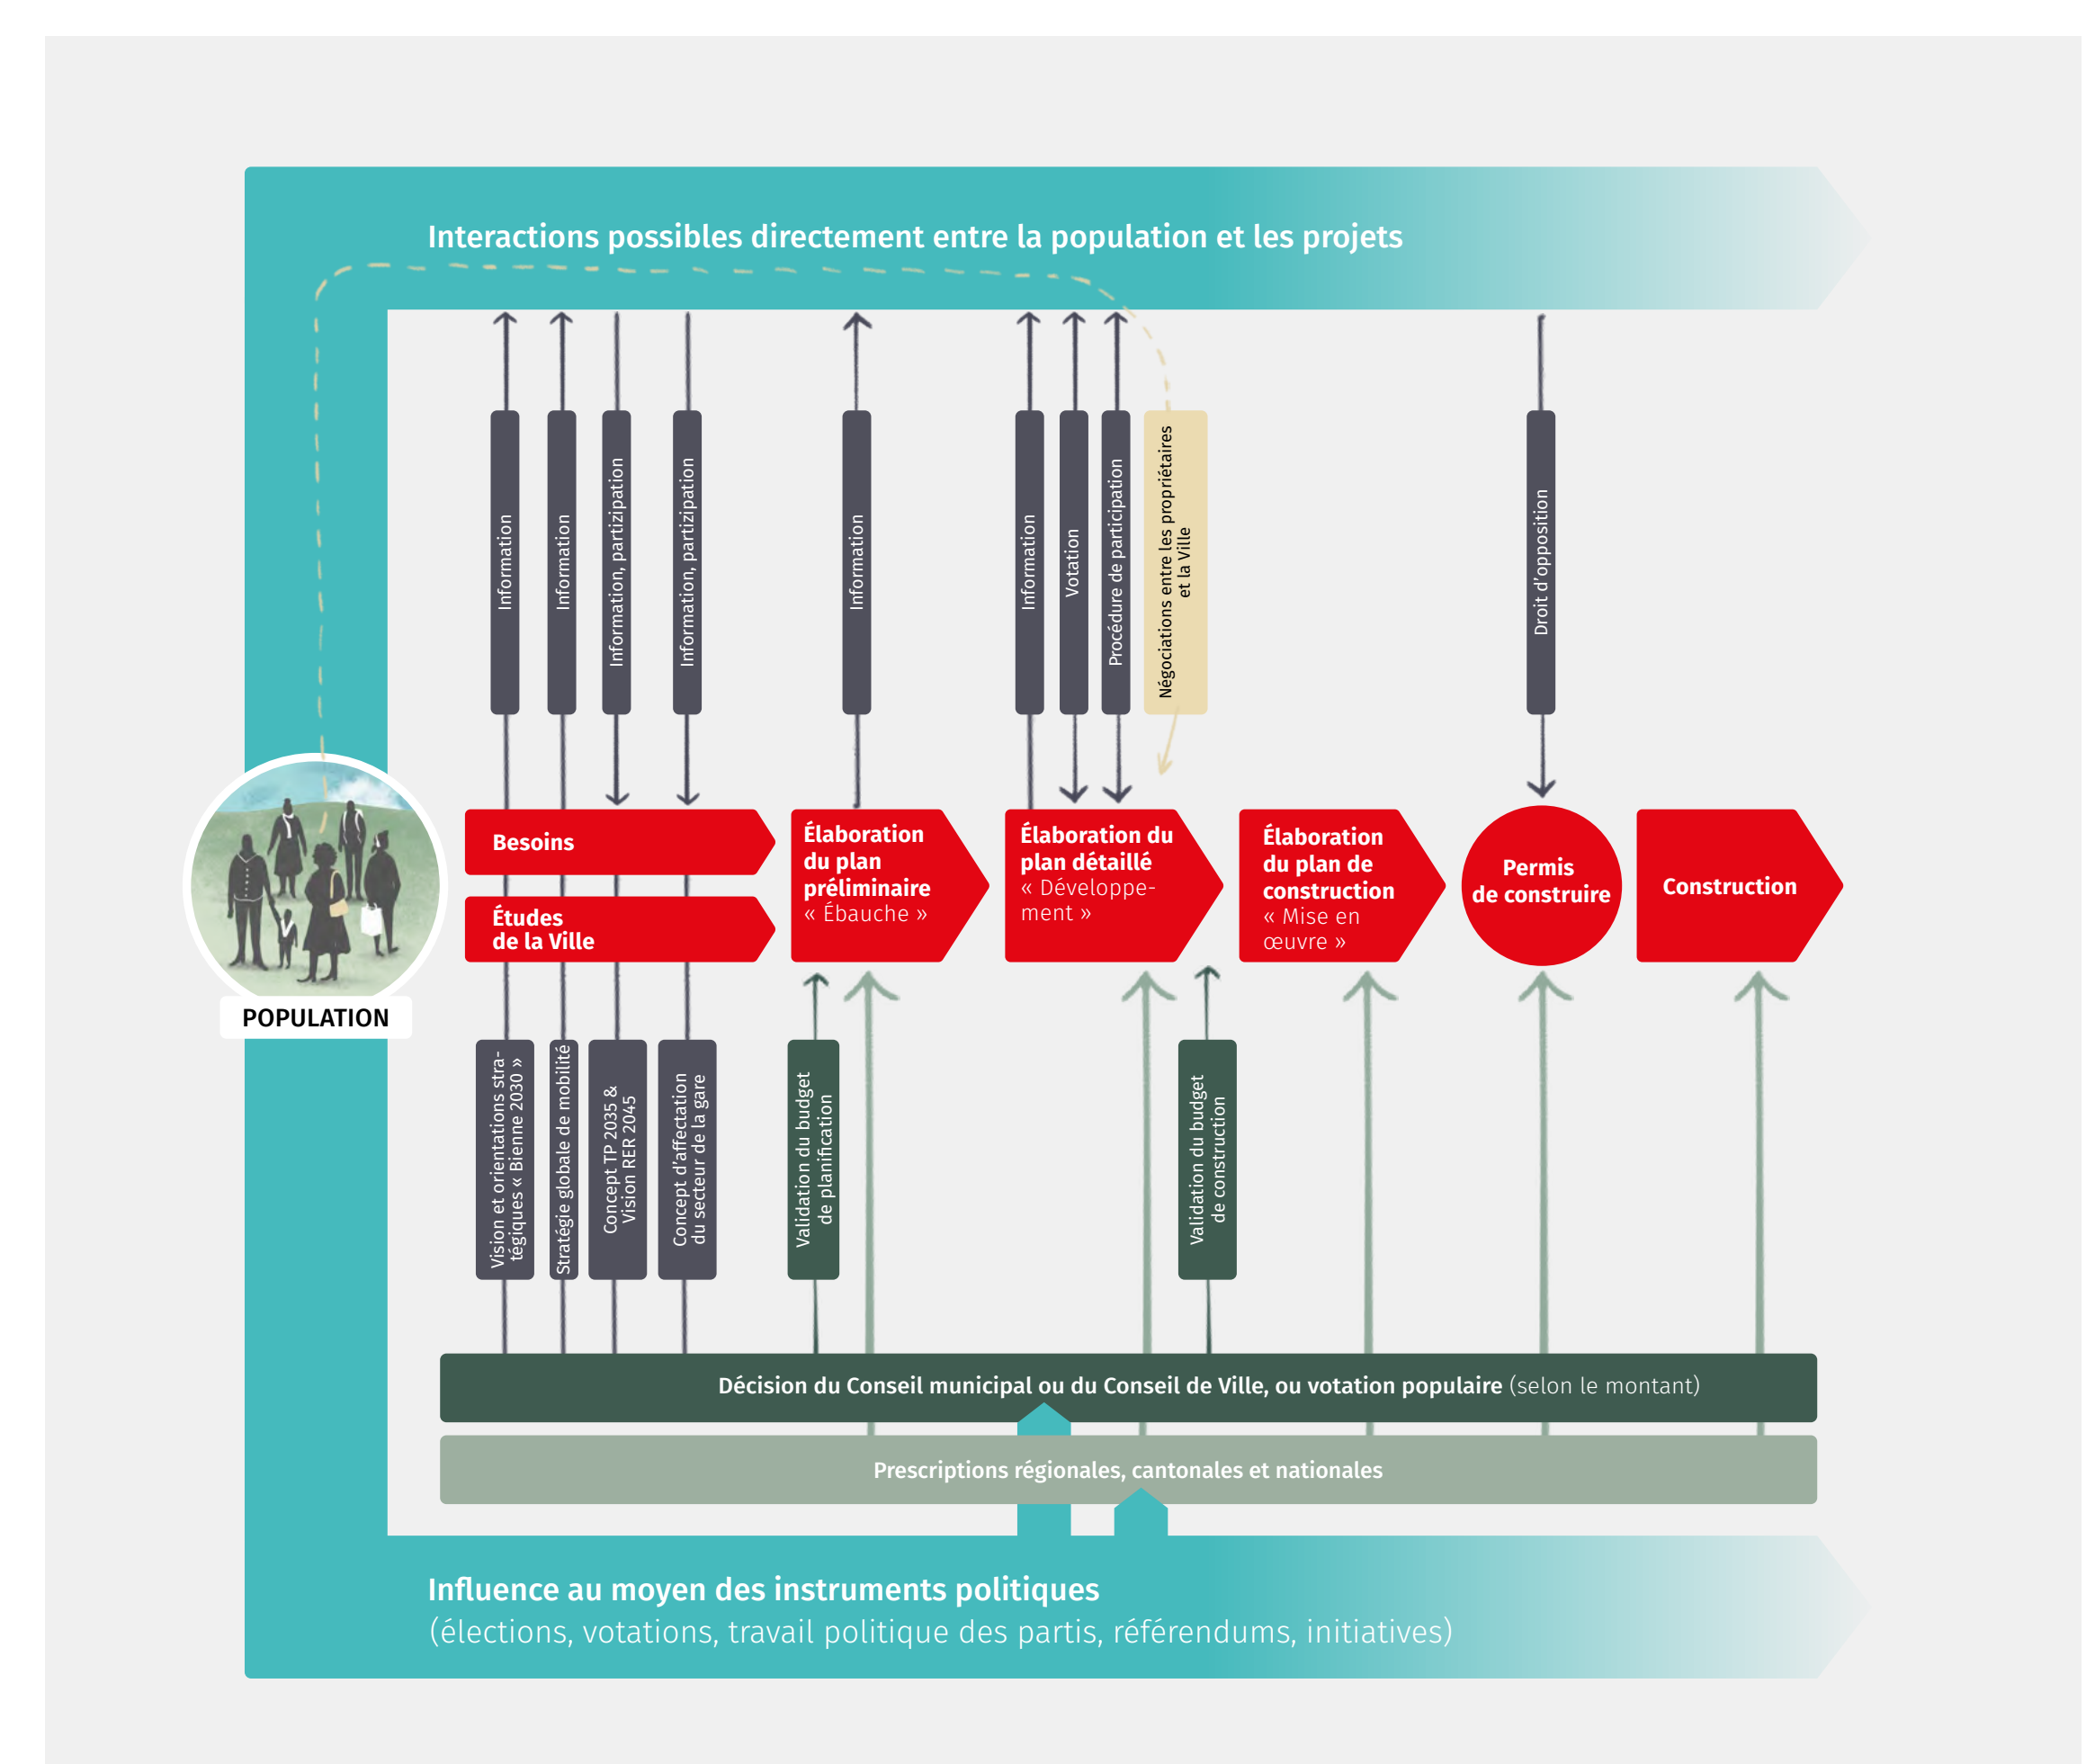 Interactions possibles directement entre la population et les projets
Information
Information
Information, partizipation
Information, partizipation
Information
Information
Votation
Procédure de participation
Négociations entre les propriétaires
et la Ville
Droit d’opposition
Besoins
Études
de la Ville
Élaboration
du plan
préliminaire
« Ébauche »
Élaboration du
plan détaillé
« Développe-
ment »
Élaboration
du plan de
construction
« Mise en
œuvre »
Permis
de construire
Construction
POPULATION
Vision et orientations stra-
tégiques « Bienne 2030 »
Stratégie globale de mobilité
Concept TP 2035 &
Vision RER 2045
Concept d’affectation
du secteur de la gare
Validation du budget
de planification
Validation du budget
de construction
Décision du Conseil municipal ou du Conseil de Ville, ou votation populaire (selon le montant)
Prescriptions régionales, cantonales et nationales
Influence au moyen des instruments politiques
(élections, votations, travail politique des partis, référendums, initiatives)